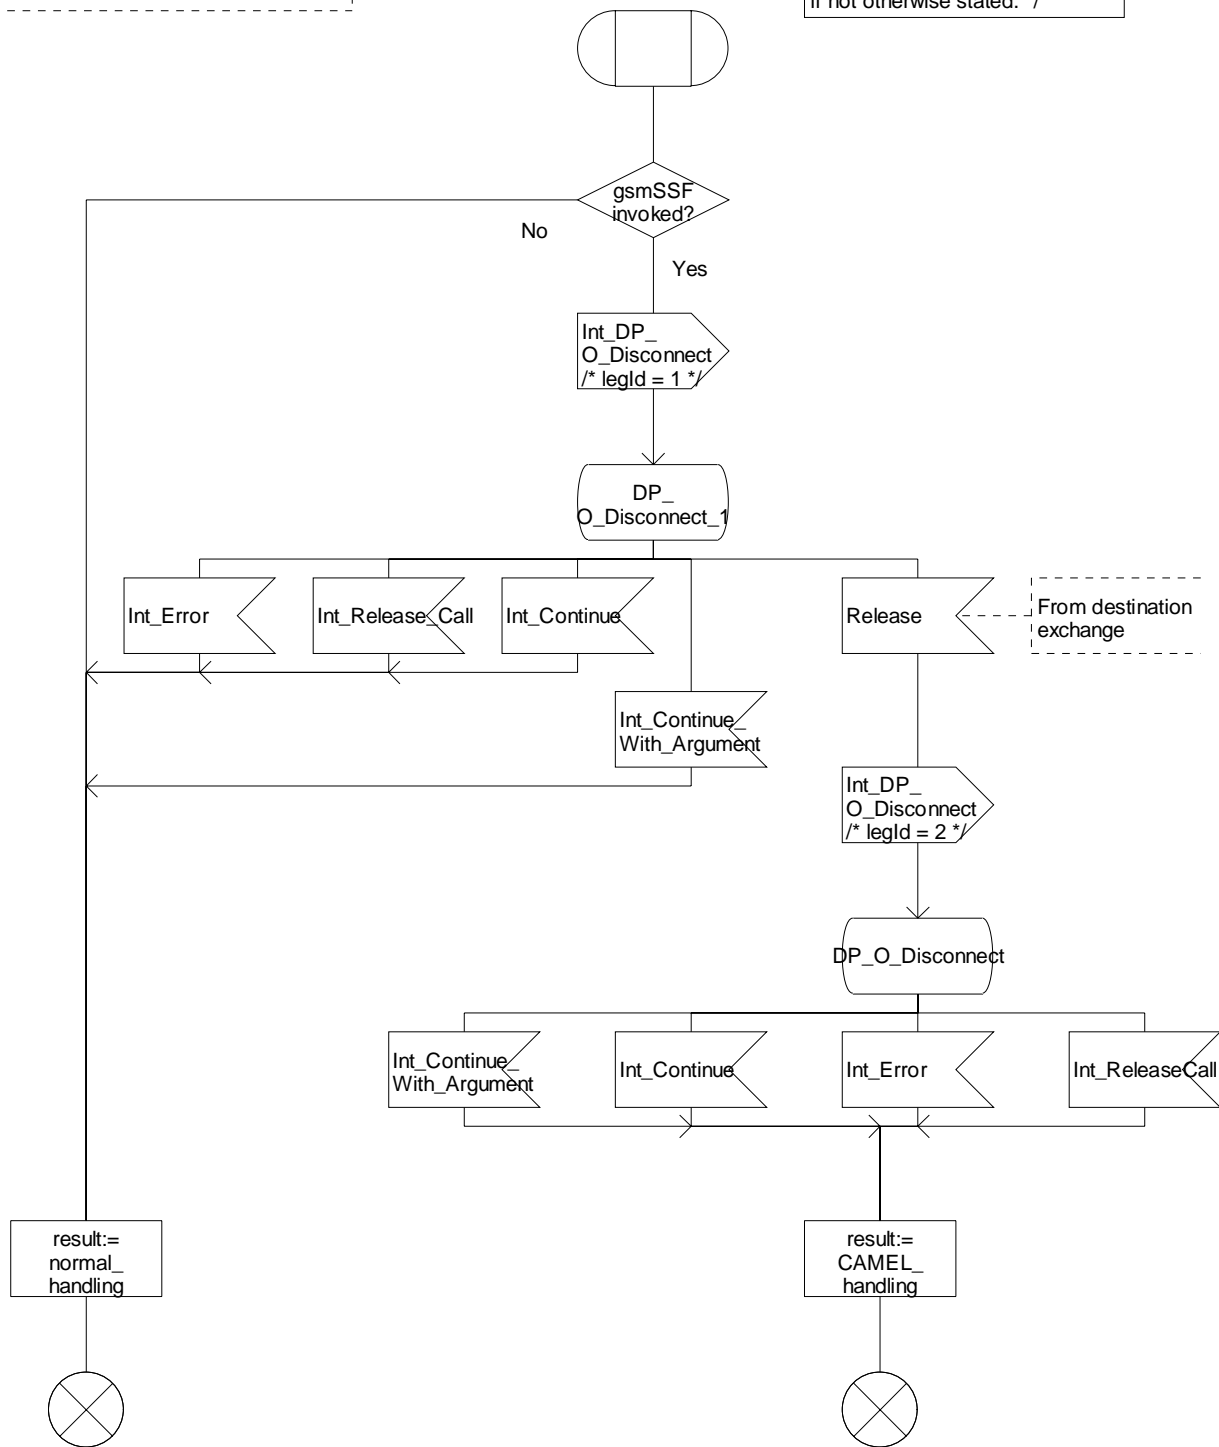 if not otherwise stated. */
gsmSSF
invoked?
No
Yes
Int_DP_
O_Disconnect
/* legId = 1 */
DP_
O_Disconnect_1
Int_Error
Int_Release_Call
Int_Continue
Release
From destination
exchange
Int_Continue_
With_Argument
Int_DP_
O_Disconnect
/* legId = 2 */
DP_O_Disconnect
Int_Continue_
With_Argument
Int_Continue
Int_Error
Int_ReleaseCall
result:=
normal_
handling
result:=
CAMEL_
handling